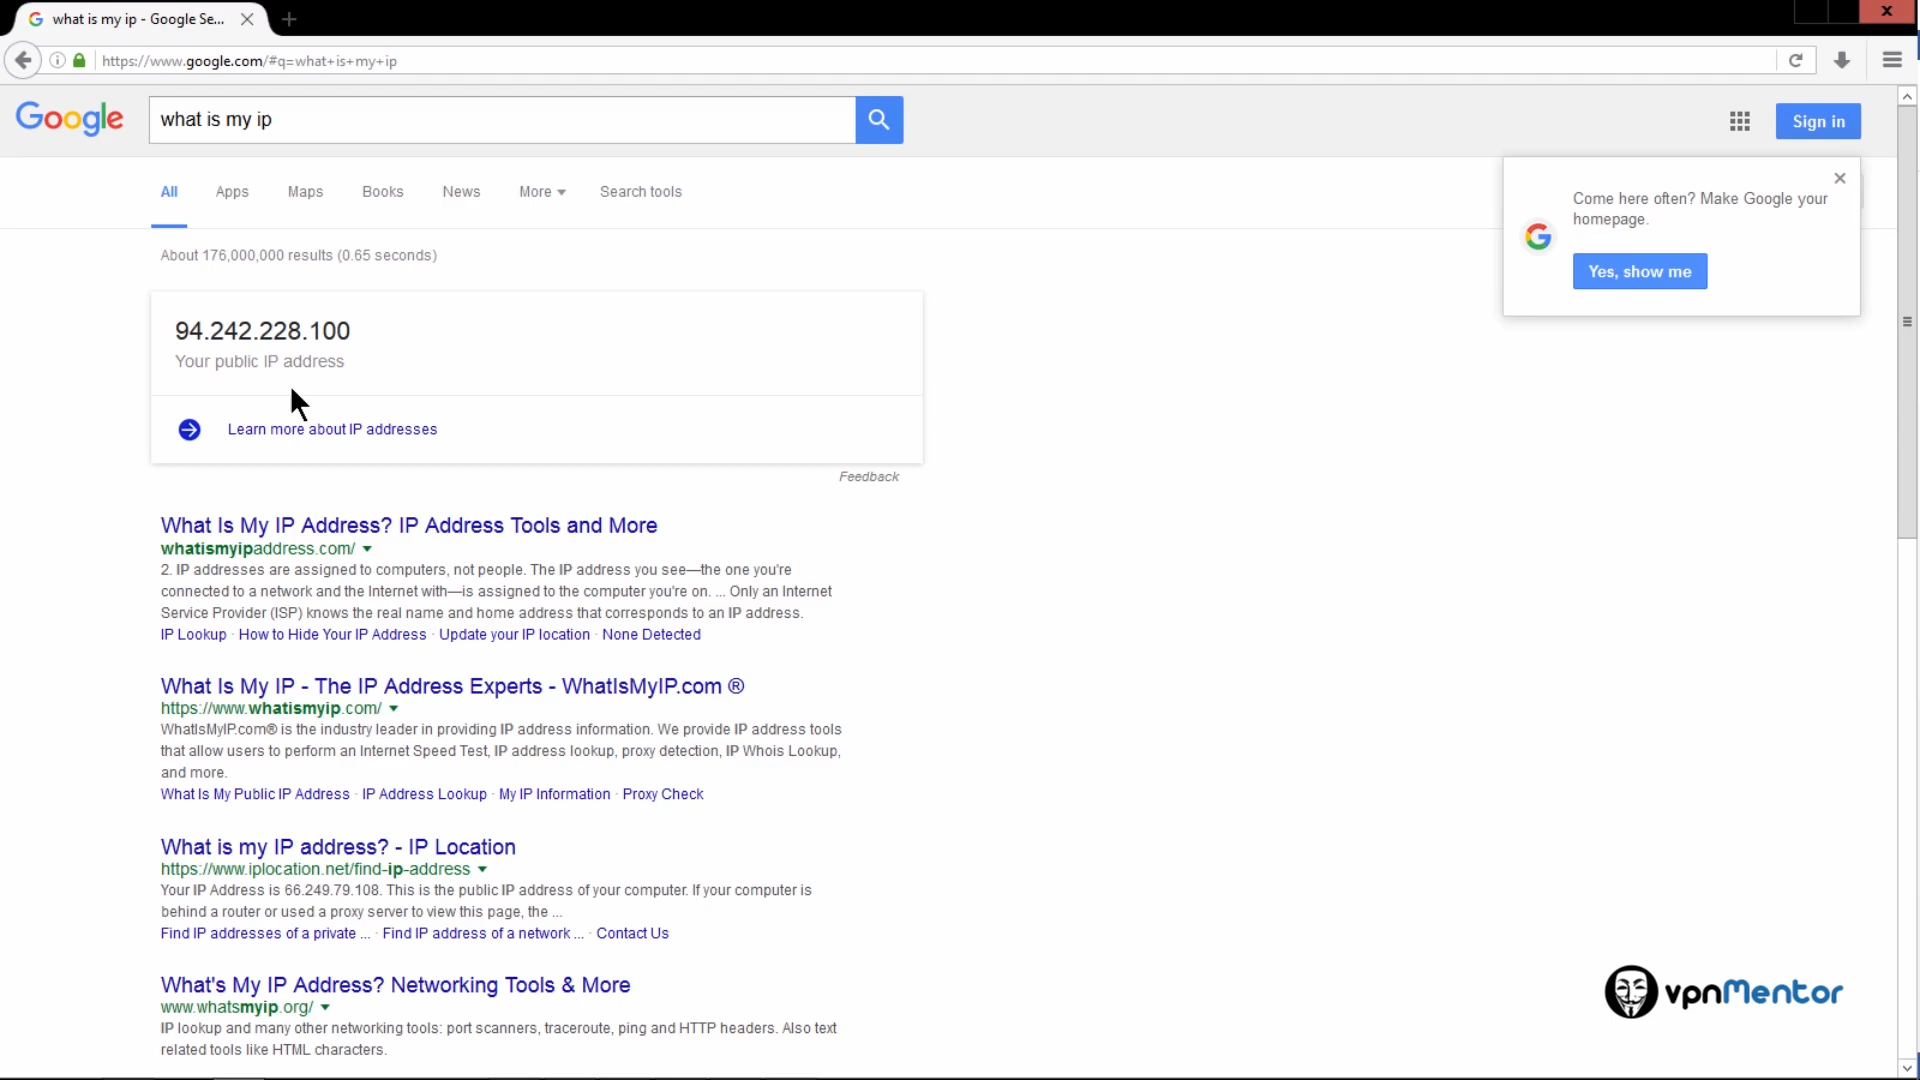 what is my ip - Google Se...
https://www.google.com/#q=what+is+my+ip
Google
what is my ip
Sign in
All Apps Maps Books News More Search tools
Come here often? Make Google your
homepage.
Yes, show me
About 176,000,000 results (0.65 seconds)
94.242.228.100
Your public IP address
Learn more about IP addresses
Feedback
What Is My IP Address? IP Address Tools and More
whatismyipaddress.com/
2. IP addresses are assigned to computers, not people. The IP address you see—the one you're
connected to a network and the Internet with—is assigned to the computer you're on. ... Only an Internet
Service Provider (ISP) knows the real name and home address that corresponds to an IP address.
IP Lookup · How to Hide Your IP Address · Update your IP location · None Detected
What Is My IP - The IP Address Experts - WhatIsMyIP.com ®
https://www.whatismyip.com/
WhatIsMyIP.com® is the industry leader in providing IP address information. We provide IP address tools
that allow users to perform an Internet Speed Test, IP address lookup, proxy detection, IP Whois Lookup,
and more.
What Is My Public IP Address · IP Address Lookup · My IP Information · Proxy Check
What is my IP address? - IP Location
https://www.iplocation.net/find-ip-address
Your IP Address is 66.249.79.108. This is the public IP address of your computer. If your computer is
behind a router or used a proxy server to view this page, the ...
Find IP addresses of a private ... · Find IP address of a network ... · Contact Us
What's My IP Address? Networking Tools & More
www.whatsmyip.org/
IP lookup and many other networking tools: port scanners, traceroute, ping and HTTP headers. Also text
related tools like HTML characters.
vpnMentor